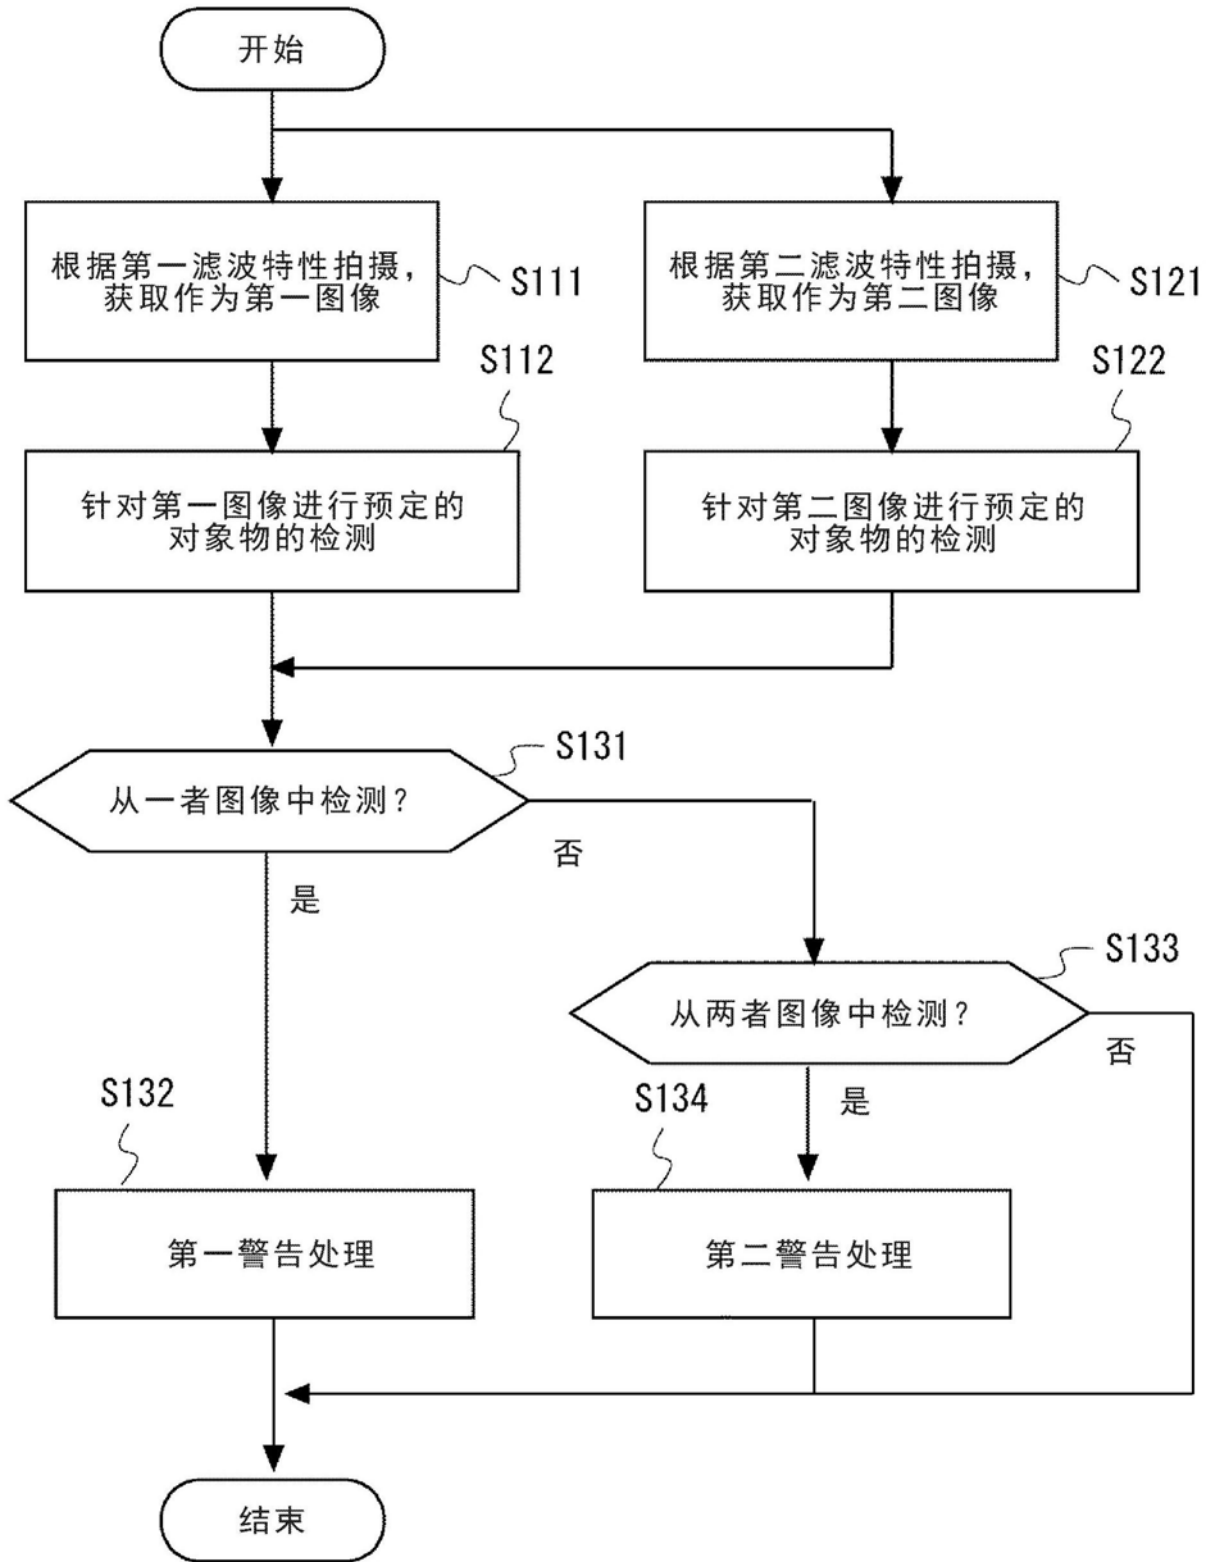 开始
根据第一滤波特性拍摄，
获取作为第一图像
S111
根据第二滤波特性拍摄，
获取作为第二图像
S121
S112
针对第一图像进行预定的
对象物的检测
S122
针对第二图像进行预定的
对象物的检测
S131
从一者图像中检测？
否
是
S133
从两者图像中检测？
否
是
S132
第一警告处理
S134
第二警告处理
结束